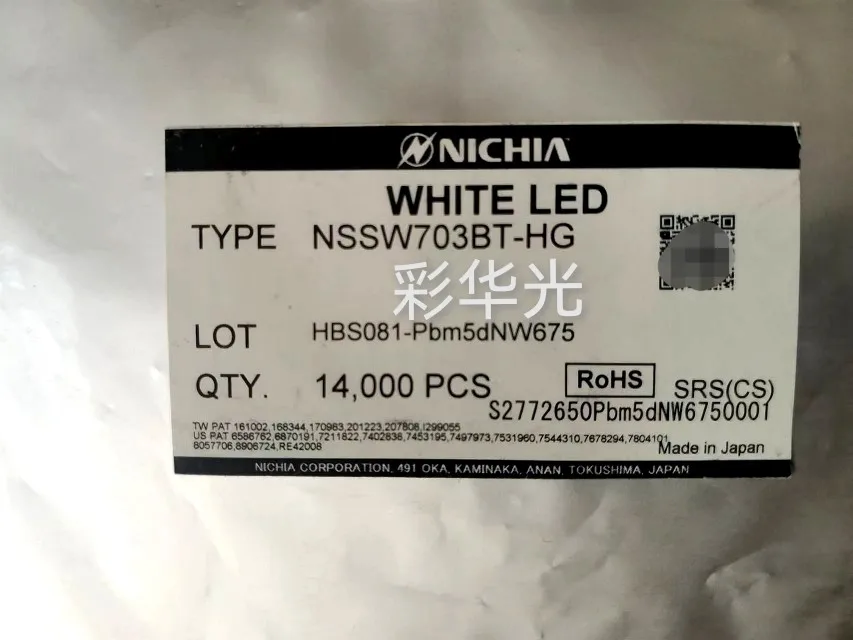 NICHIA
WHITE LED
TYPE NSSW703BT-HG
彩华光
LOT HBS081-Pbm5dNW675
QTY. 14,000 PCS RoHS SRS(CS)
S2772650Pbm5dNW6750001
TW PAT 161002,168344,170983,201223,207808,I299055
US PAT 6586762,6870191,7211822,7402836,7453195,7497973,7531960,7544310,7678294,7804101,
8057706,8906724,RE42008
Made in Japan
NICHIA CORPORATION, 491 OKA, KAMINAKA, ANAN, TOKUSHIMA, JAPAN